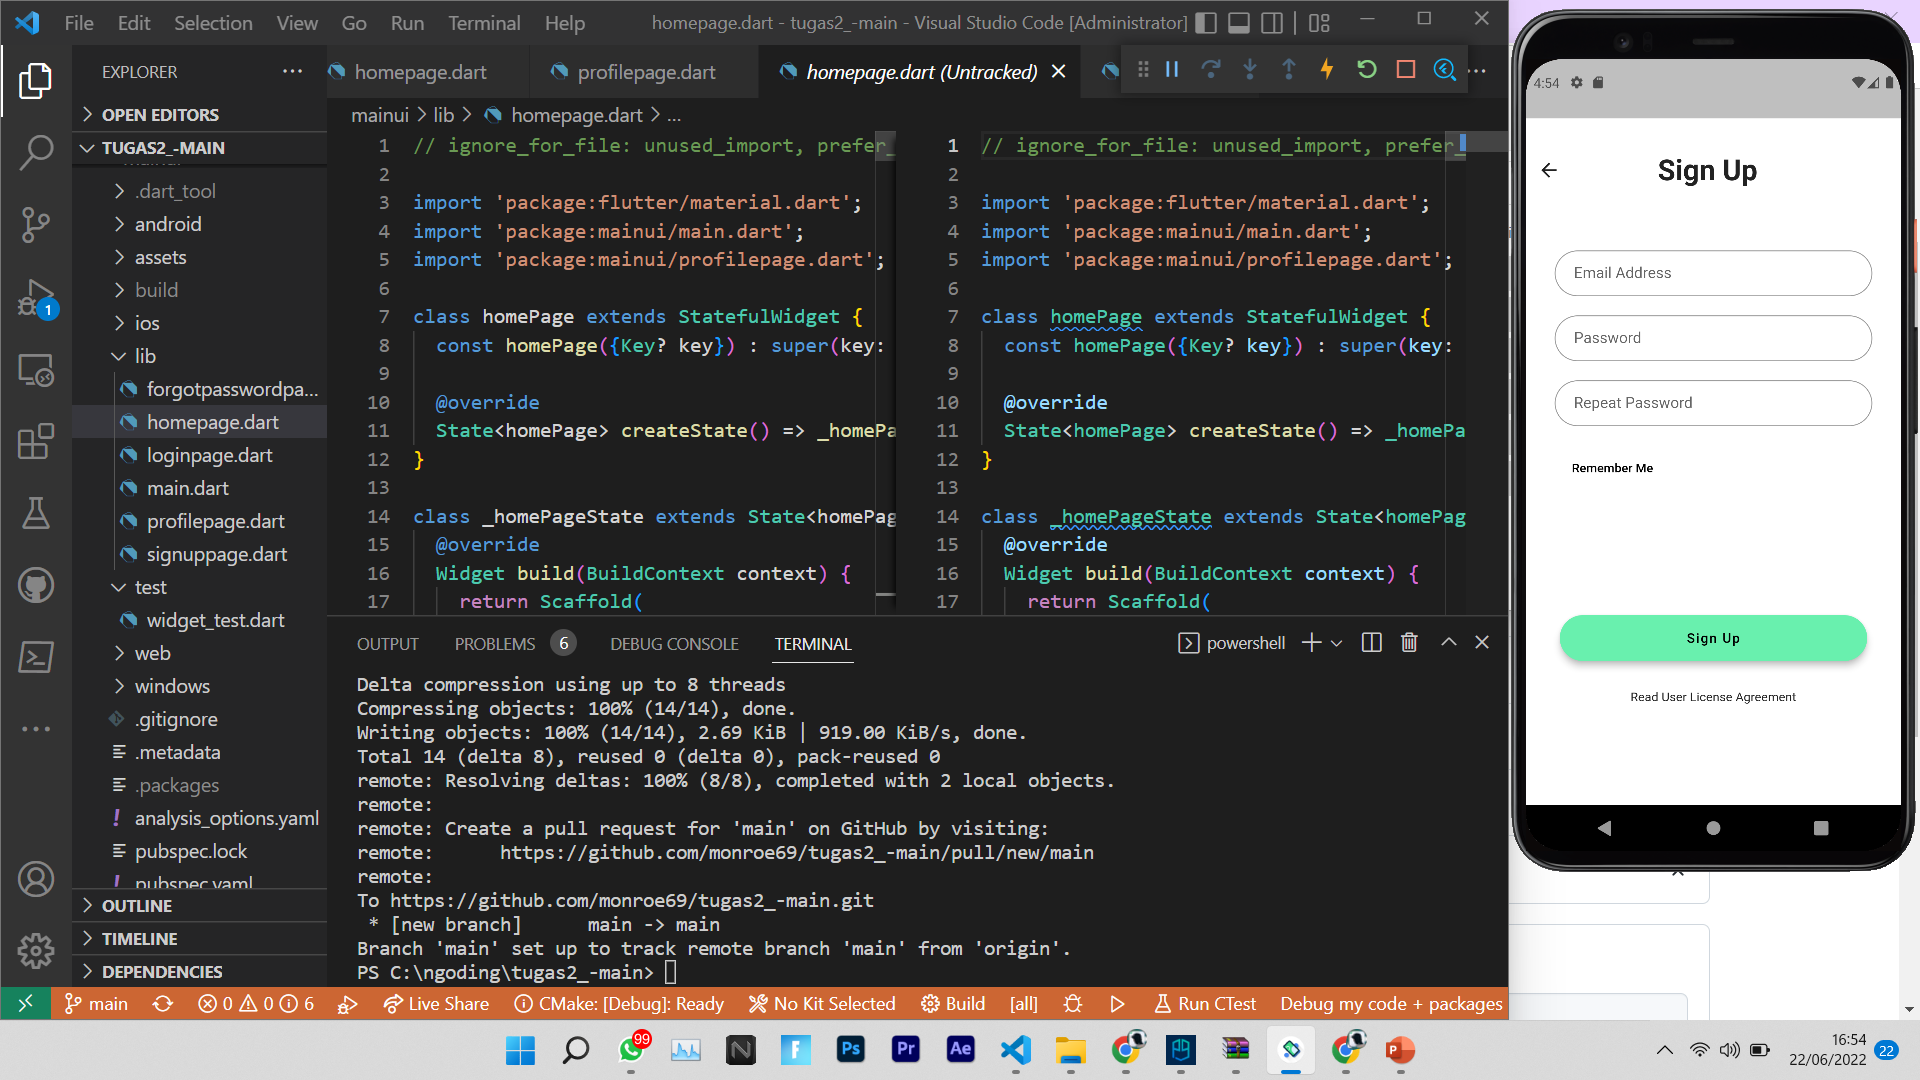 File Edit Selection View Go Run Terminal Help homepage.dart - tugas2_-main - Visual Studio Code [Administrator]
EXPLORER
homepage.dart profilepage.dart homepage.dart (Untracked)
OPEN EDITORS
mainui lib homepage.dart ...
TUGAS2_-MAIN
.dart_tool
android
assets
build
ios
lib
forgotpasswordpa...
homepage.dart
loginpage.dart
main.dart
profilepage.dart
signuppage.dart
test
widget_test.dart
web
windows
.gitignore
.metadata
.packages
analysis_options.yaml
pubspec.lock
pubspec.yaml
OUTLINE
TIMELINE
DEPENDENCIES
1
1 // ignore_for_file: unused_import, prefer_
2
3 import 'package:flutter/material.dart';
4 import 'package:mainui/main.dart';
5 import 'package:mainui/profilepage.dart';
6
7 class homePage extends StatefulWidget {
8 const homePage({Key? key}) : super(key:
9
10 @override
11 State<homePage> createState() => _homePa
12 }
13
14 class _homePageState extends State<homePag
15 @override
16 Widget build(BuildContext context) {
17 return Scaffold(
1 // ignore_for_file: unused_import, prefer_
2
3 import 'package:flutter/material.dart';
4 import 'package:mainui/main.dart';
5 import 'package:mainui/profilepage.dart';
6
7 class homePage extends StatefulWidget {
8 const homePage({Key? key}) : super(key:
9
10 @override
11 State<homePage> createState() => _homePa
12 }
13
14 class _homePageState extends State<homePag
15 @override
16 Widget build(BuildContext context) {
17 return Scaffold(
OUTPUT PROBLEMS 6 DEBUG CONSOLE TERMINAL powershell
Delta compression using up to 8 threads
Compressing objects: 100% (14/14), done.
Writing objects: 100% (14/14), 2.69 KiB | 919.00 KiB/s, done.
Total 14 (delta 8), reused 0 (delta 0), pack-reused 0
remote: Resolving deltas: 100% (8/8), completed with 2 local objects.
remote:
remote: Create a pull request for 'main' on GitHub by visiting:
remote:      https://github.com/monroe69/tugas2_-main/pull/new/main
remote:
To https://github.com/monroe69/tugas2_-main.git
* [new branch]      main -> main
Branch 'main' set up to track remote branch 'main' from 'origin'.
PS C:\ngoding\tugas2_-main>
main 0 0 6 Live Share CMake: [Debug]: Ready No Kit Selected Build [all] Run CTest Debug my code + packages
4:54
Sign Up
Email Address
Password
Repeat Password
Remember Me
Sign Up
Read User License Agreement
99 N F Ps Pr Ae P
16:54
22/06/2022 22